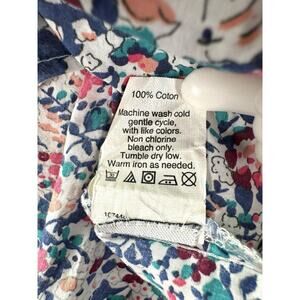 100% Coton
Machine wash cold
gentle cycle,
with like colors.
Non chlorine
bleach only.
Tumble dry low.
Warm iron as needed.